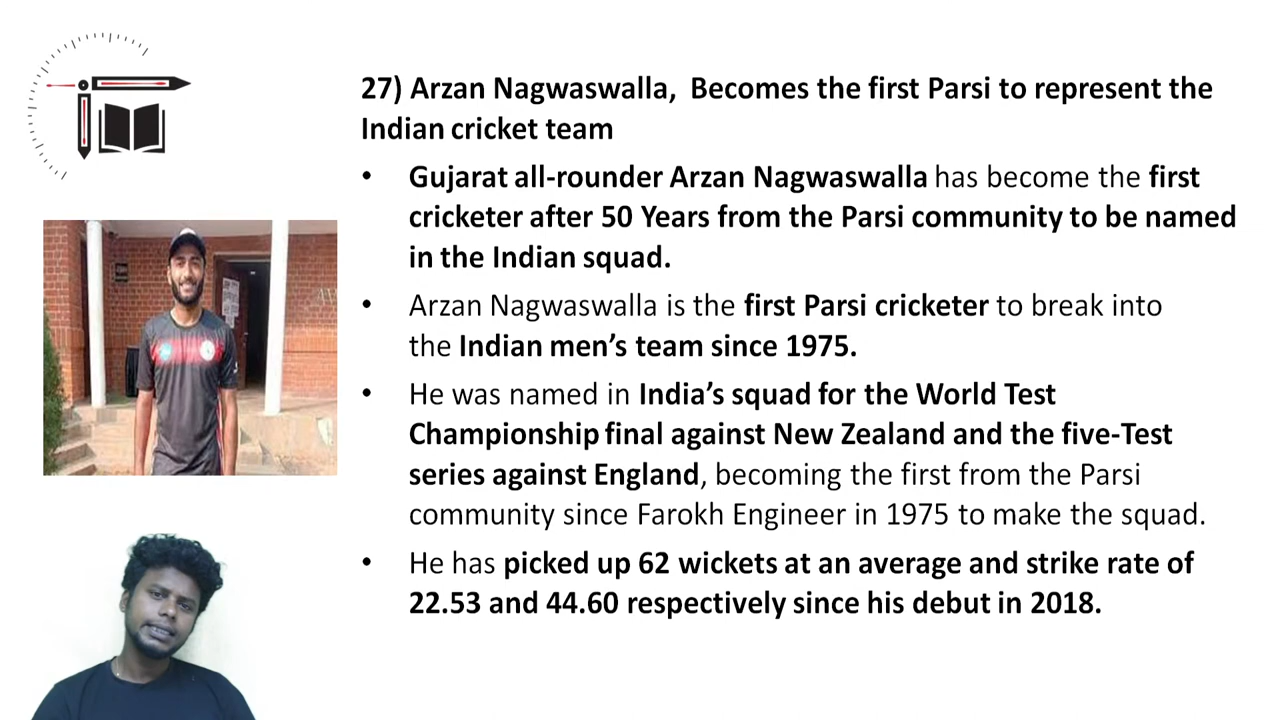 27) Arzan Nagwaswalla, Becomes the first Parsi to represent the
Indian cricket team
• Gujarat all-rounder Arzan Nagwaswalla has become the first
cricketer after 50 Years from the Parsi community to be named
in the Indian squad.
• Arzan Nagwaswalla is the first Parsi cricketer to break into
the Indian men’s team since 1975.
• He was named in India’s squad for the World Test
Championship final against New Zealand and the five-Test
series against England, becoming the first from the Parsi
community since Farokh Engineer in 1975 to make the squad.
• He has picked up 62 wickets at an average and strike rate of
22.53 and 44.60 respectively since his debut in 2018.